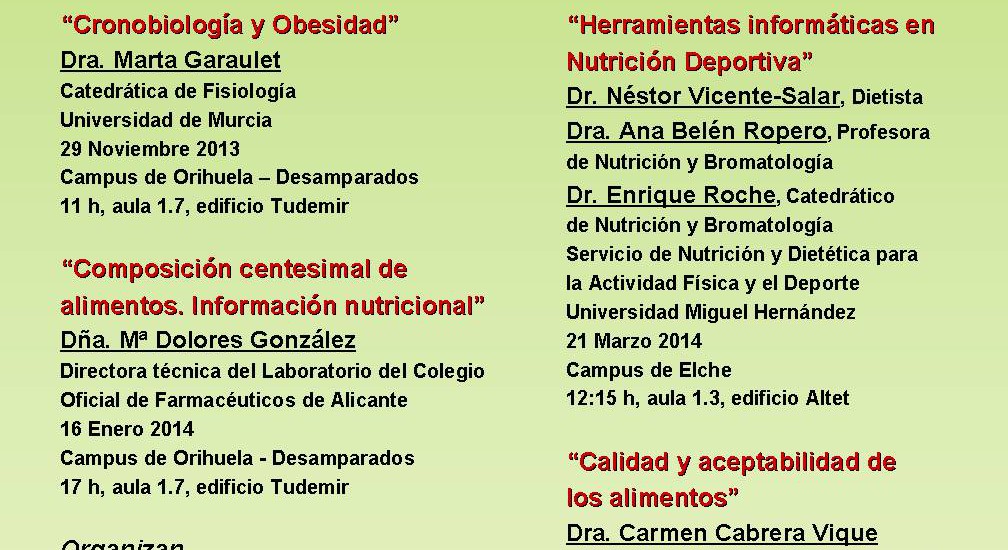 “Cronobiología y Obesidad”
Dra. Marta Garaulet
Catedrática de Fisiología
Universidad de Murcia
29 Noviembre 2013
Campus de Orihuela – Desamparados
11 h, aula 1.7, edificio Tudemir
“Composición centesimal de
alimentos. Información nutricional”
Dña. Mª Dolores González
Directora técnica del Laboratorio del Colegio
Oficial de Farmacéuticos de Alicante
16 Enero 2014
Campus de Orihuela - Desamparados
17 h, aula 1.7, edificio Tudemir
Organizan
“Herramientas informáticas en
Nutrición Deportiva”
Dr. Néstor Vicente-Salar, Dietista
Dra. Ana Belén Ropero, Profesora
de Nutrición y Bromatología
Dr. Enrique Roche, Catedrático
de Nutrición y Bromatología
Servicio de Nutrición y Dietética para
la Actividad Física y el Deporte
Universidad Miguel Hernández
21 Marzo 2014
Campus de Elche
12:15 h, aula 1.3, edificio Altet
“Calidad y aceptabilidad de
los alimentos”
Dra. Carmen Cabrera Vique